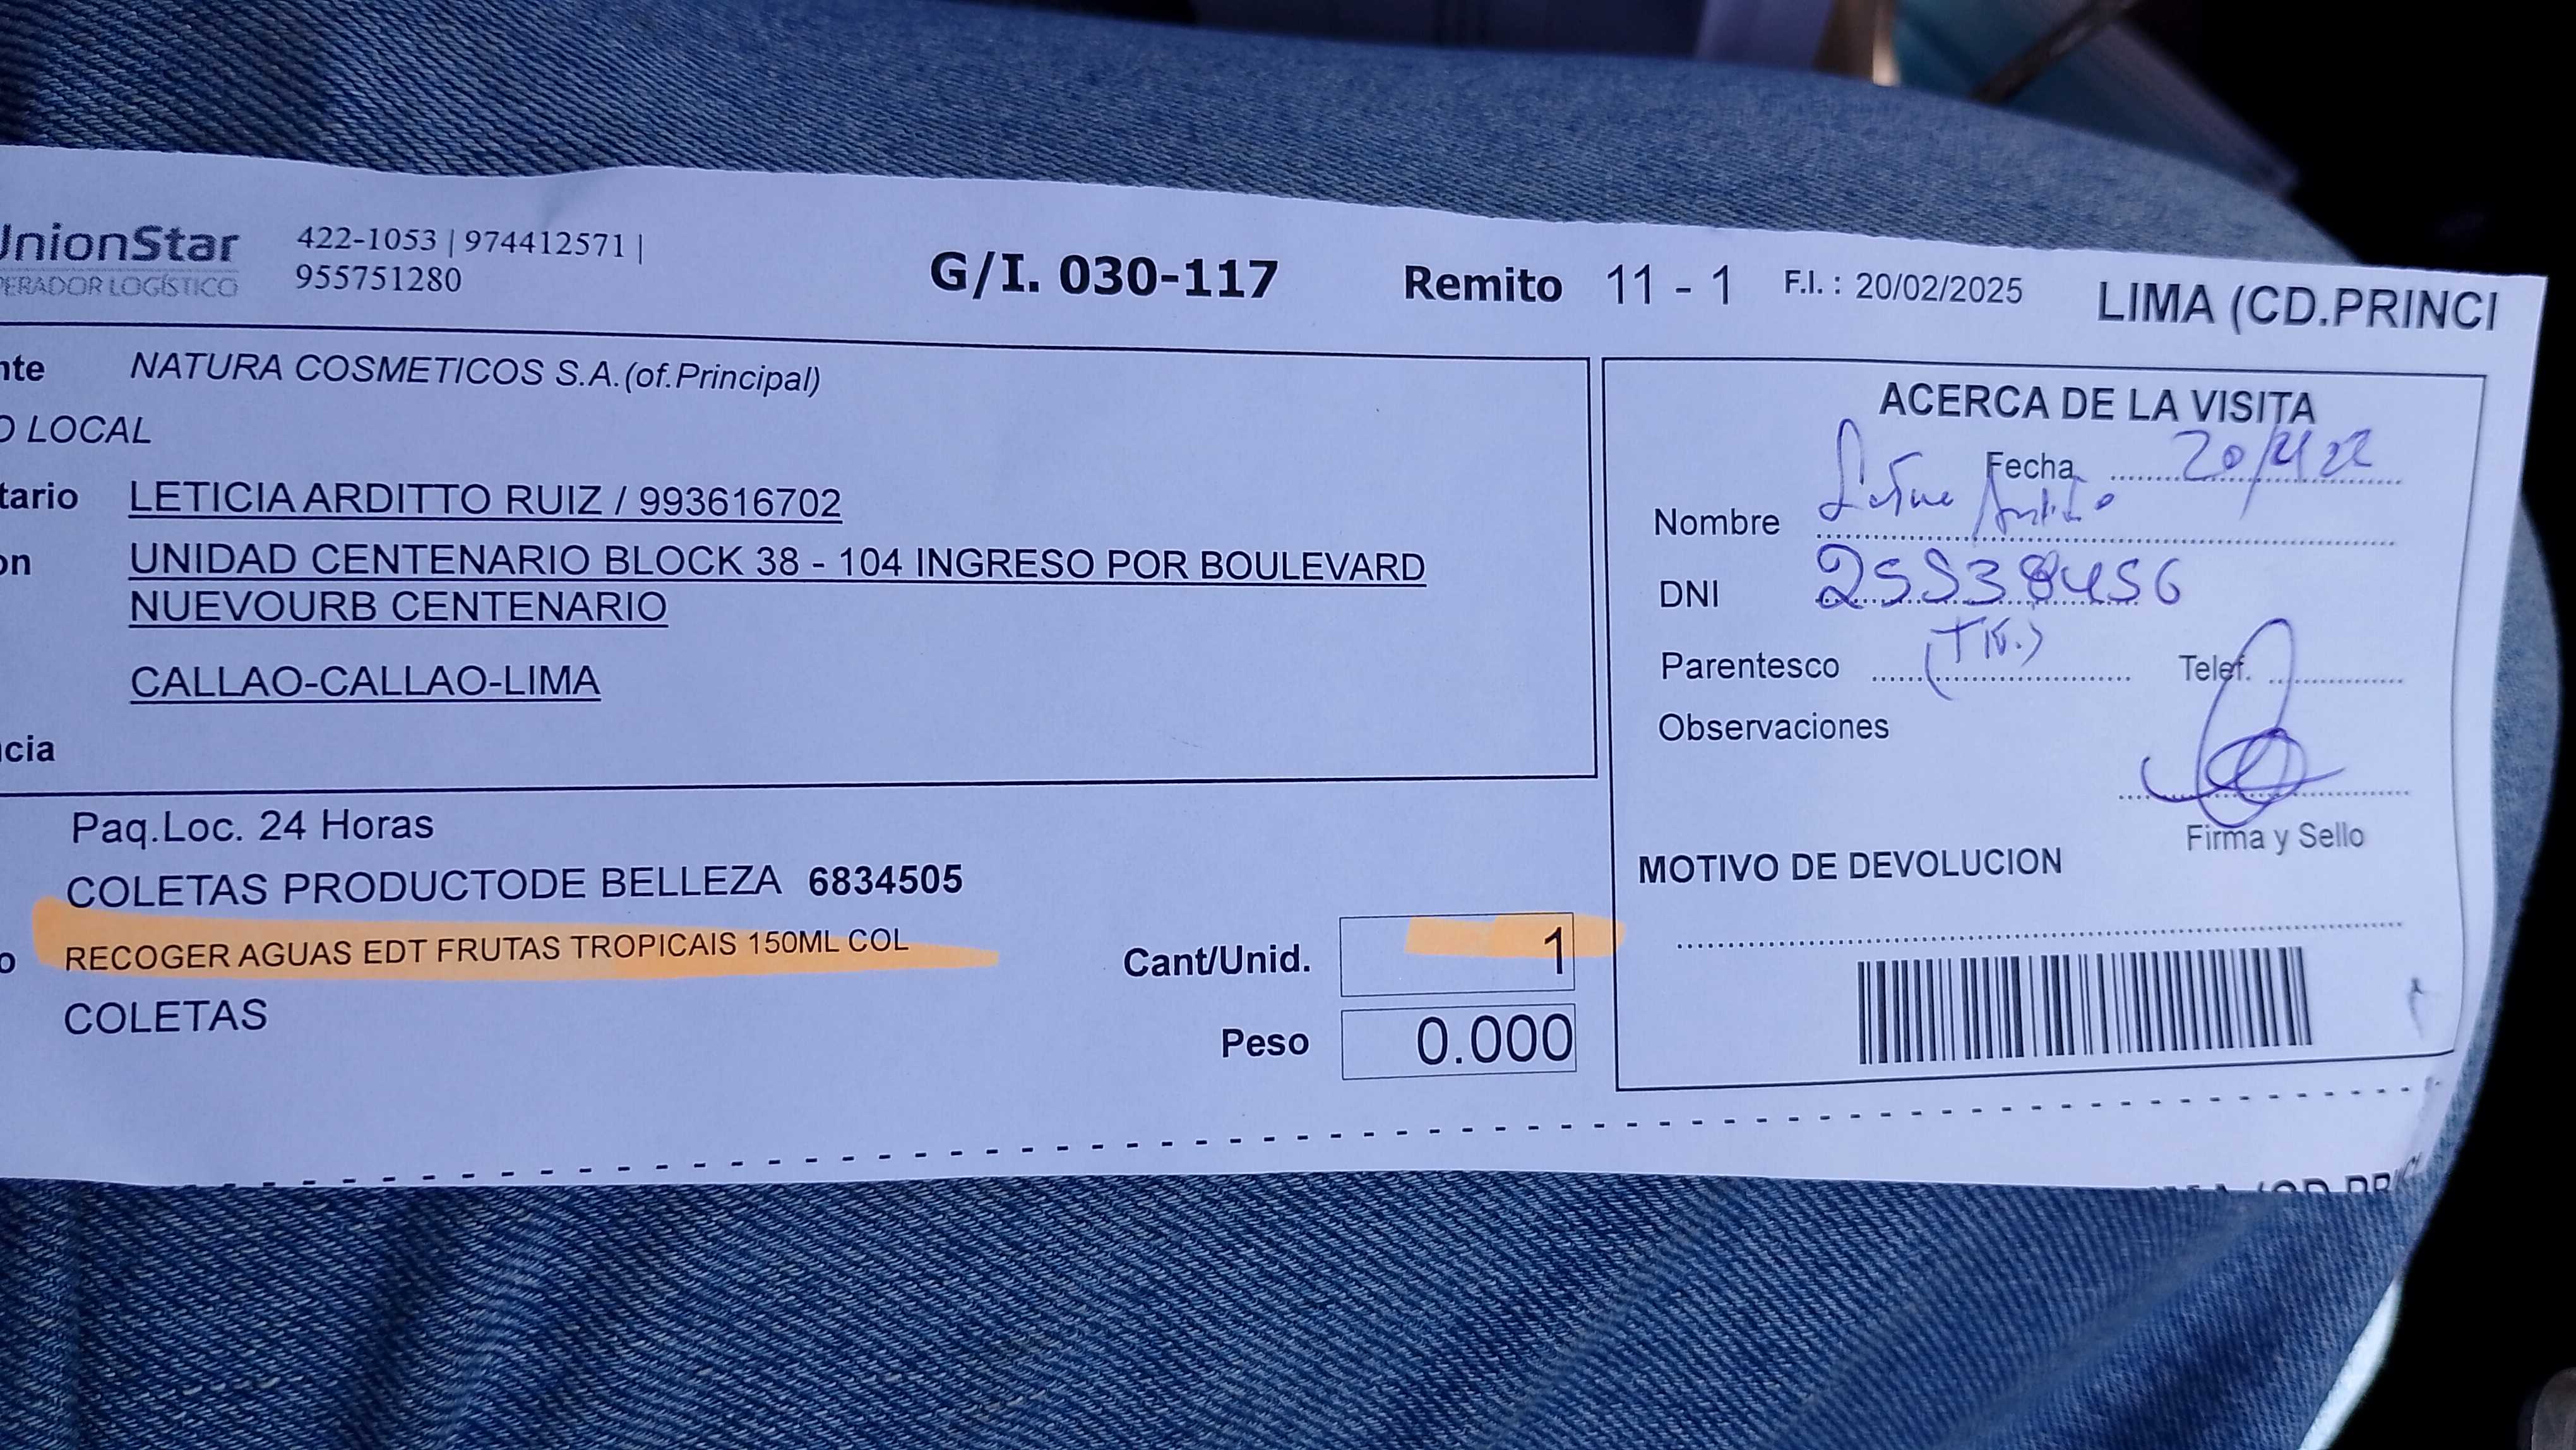 UnionStar
OPERADOR LOGÍSTICO
422-1053 | 974412571 |
955751280
G/I. 030-117
Remito 11 - 1
F.I. : 20/02/2025
LIMA (CD.PRINCI
nte NATURA COSMETICOS S.A.(of.Principal)
O LOCAL
tario LETICIA ARDITTO RUIZ / 993616702
on UNIDAD CENTENARIO BLOCK 38 - 104 INGRESO POR BOULEVARD
NUEVOURB CENTENARIO
CALLAO-CALLAO-LIMA
cia
Paq.Loc. 24 Horas
COLETAS PRODUCTODE BELLEZA 6834505
o RECOGER AGUAS EDT FRUTAS TROPICAIS 150ML COL
COLETAS
Cant/Unid. 1
Peso 0.000
ACERCA DE LA VISITA
Fecha
Nombre
DNI 25538456
Parentesco (TIT.) Telef.
Observaciones
Firma y Sello
MOTIVO DE DEVOLUCION